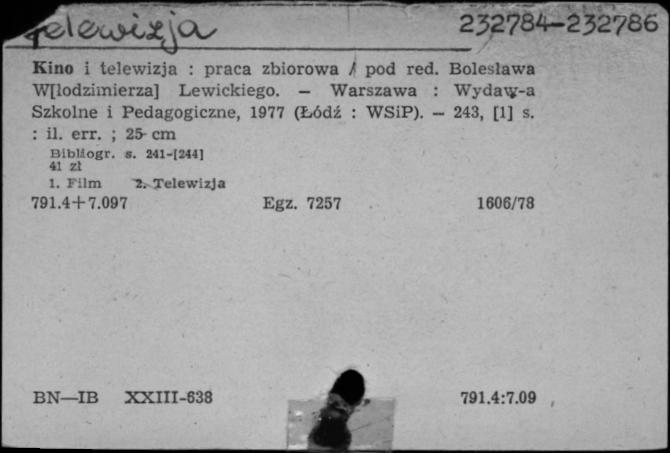 Telewizja 232784-232786
Kino i telewizja : praca zbiorowa / pod red. Bolesława
W[lodzimierza] Lewickiego. — Warszawa : Wydaw-a
Szkolne i Pedagogiczne, 1977 (Łódź : WSiP). — 243, [1] s.
: il. err. ; 25 cm
Bibliogr. s. 241-[244]
41 zł
1. Film 2. Telewizja
791.4+7.097 Egz. 7257 1606/78
BN—IB XXIII-638 791.4:7.09